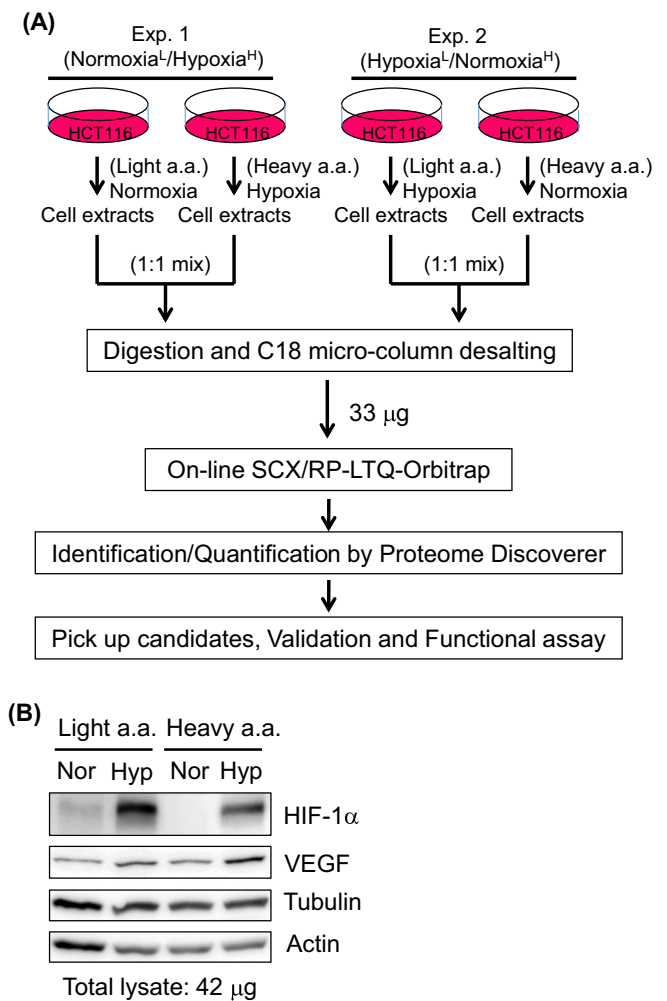 (A)
Exp. 1
(Normoxia^L/Hypoxia^H)
Exp. 2
(Hypoxia^L/Normoxia^H)
HCT116
HCT116
HCT116
HCT116
(Light a.a.)
Normoxia
(Heavy a.a.)
Hypoxia
(Light a.a.)
Hypoxia
(Heavy a.a.)
Normoxia
Cell extracts
Cell extracts
Cell extracts
Cell extracts
(1:1 mix)
(1:1 mix)
Digestion and C18 micro-column desalting
33 μg
On-line SCX/RP-LTQ-Orbitrap
Identification/Quantification by Proteome Discoverer
Pick up candidates, Validation and Functional assay
(B)
Light a.a. Heavy a.a.
Nor Hyp Nor Hyp
HIF-1α
VEGF
Tubulin
Actin
Total lysate: 42 μg